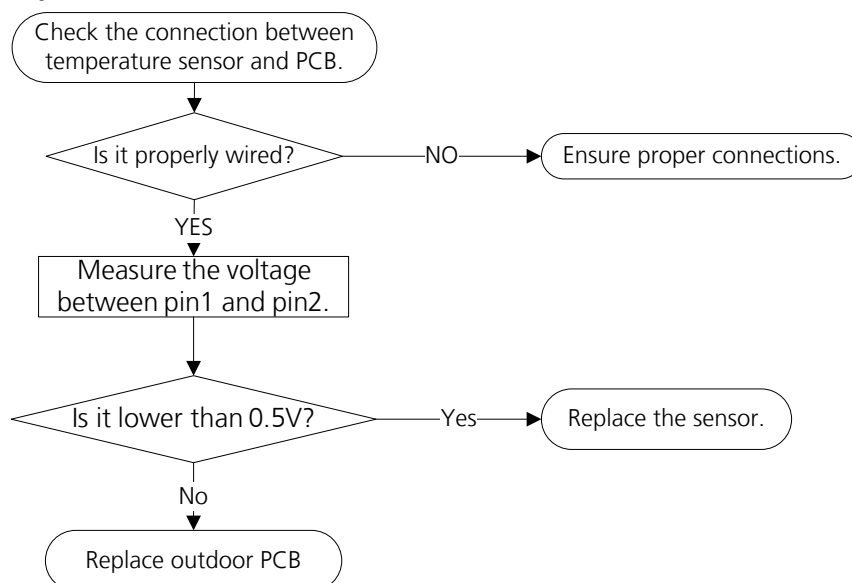 Check the connection between
temperature sensor and PCB.
Is it properly wired?
NO
Ensure proper connections.
YES
Measure the voltage
between pin1 and pin2.
Is it lower than 0.5V?
Yes
Replace the sensor.
No
Replace outdoor PCB